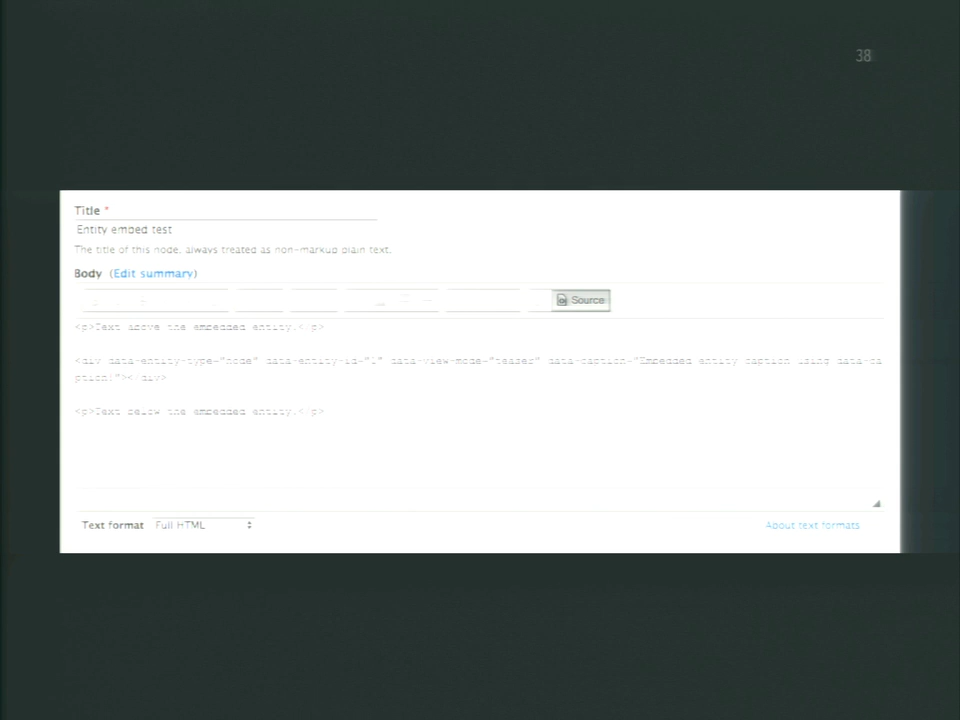 38
Title *
Entity embed test
The title of this node, always treated as non-markup plain text.
Body (Edit summary)
Source
<p>Text above the embedded entity.</p>
<div data-entity-type="node" data-entity-id="1" data-view-mode="teaser" data-caption="Embedded entity caption using data-ca
ption!"></div>
<p>Text below the embedded entity.</p>
Text format Full HTML
About text formats